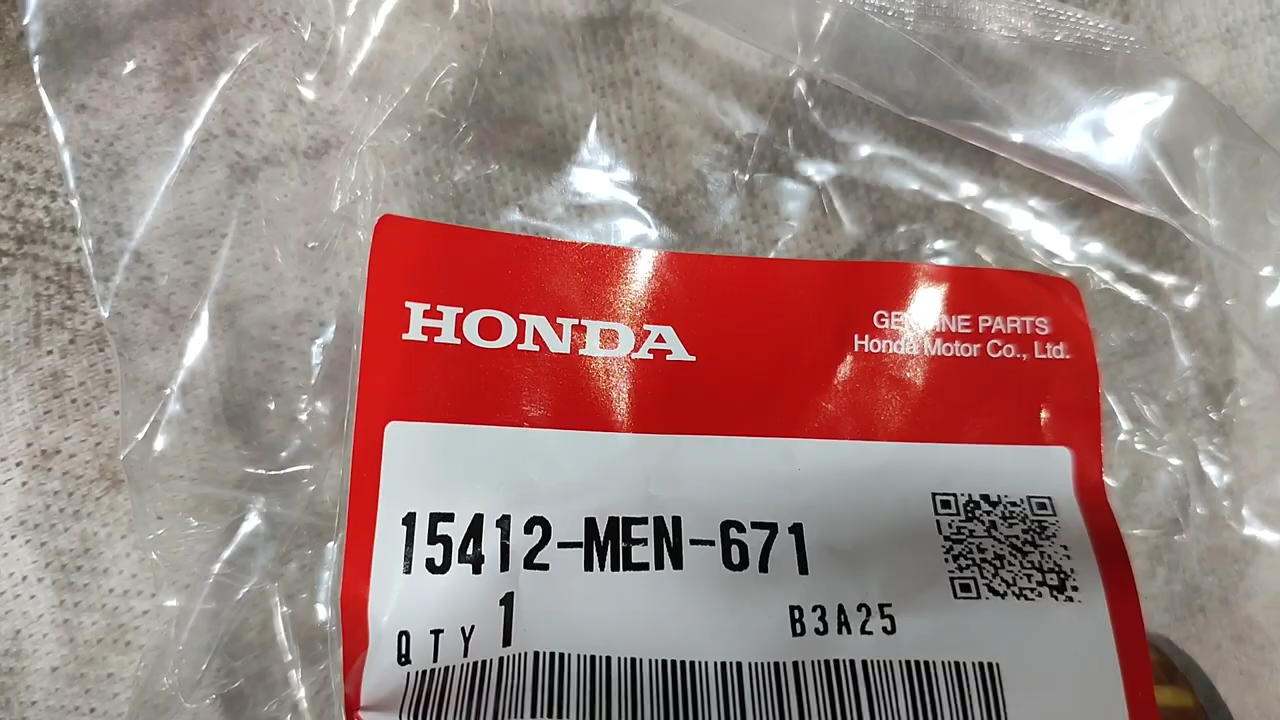 HONDA
GENUINE PARTS
Honda Motor Co., Ltd.
15412-MEN-671
QTY 1
B3A25